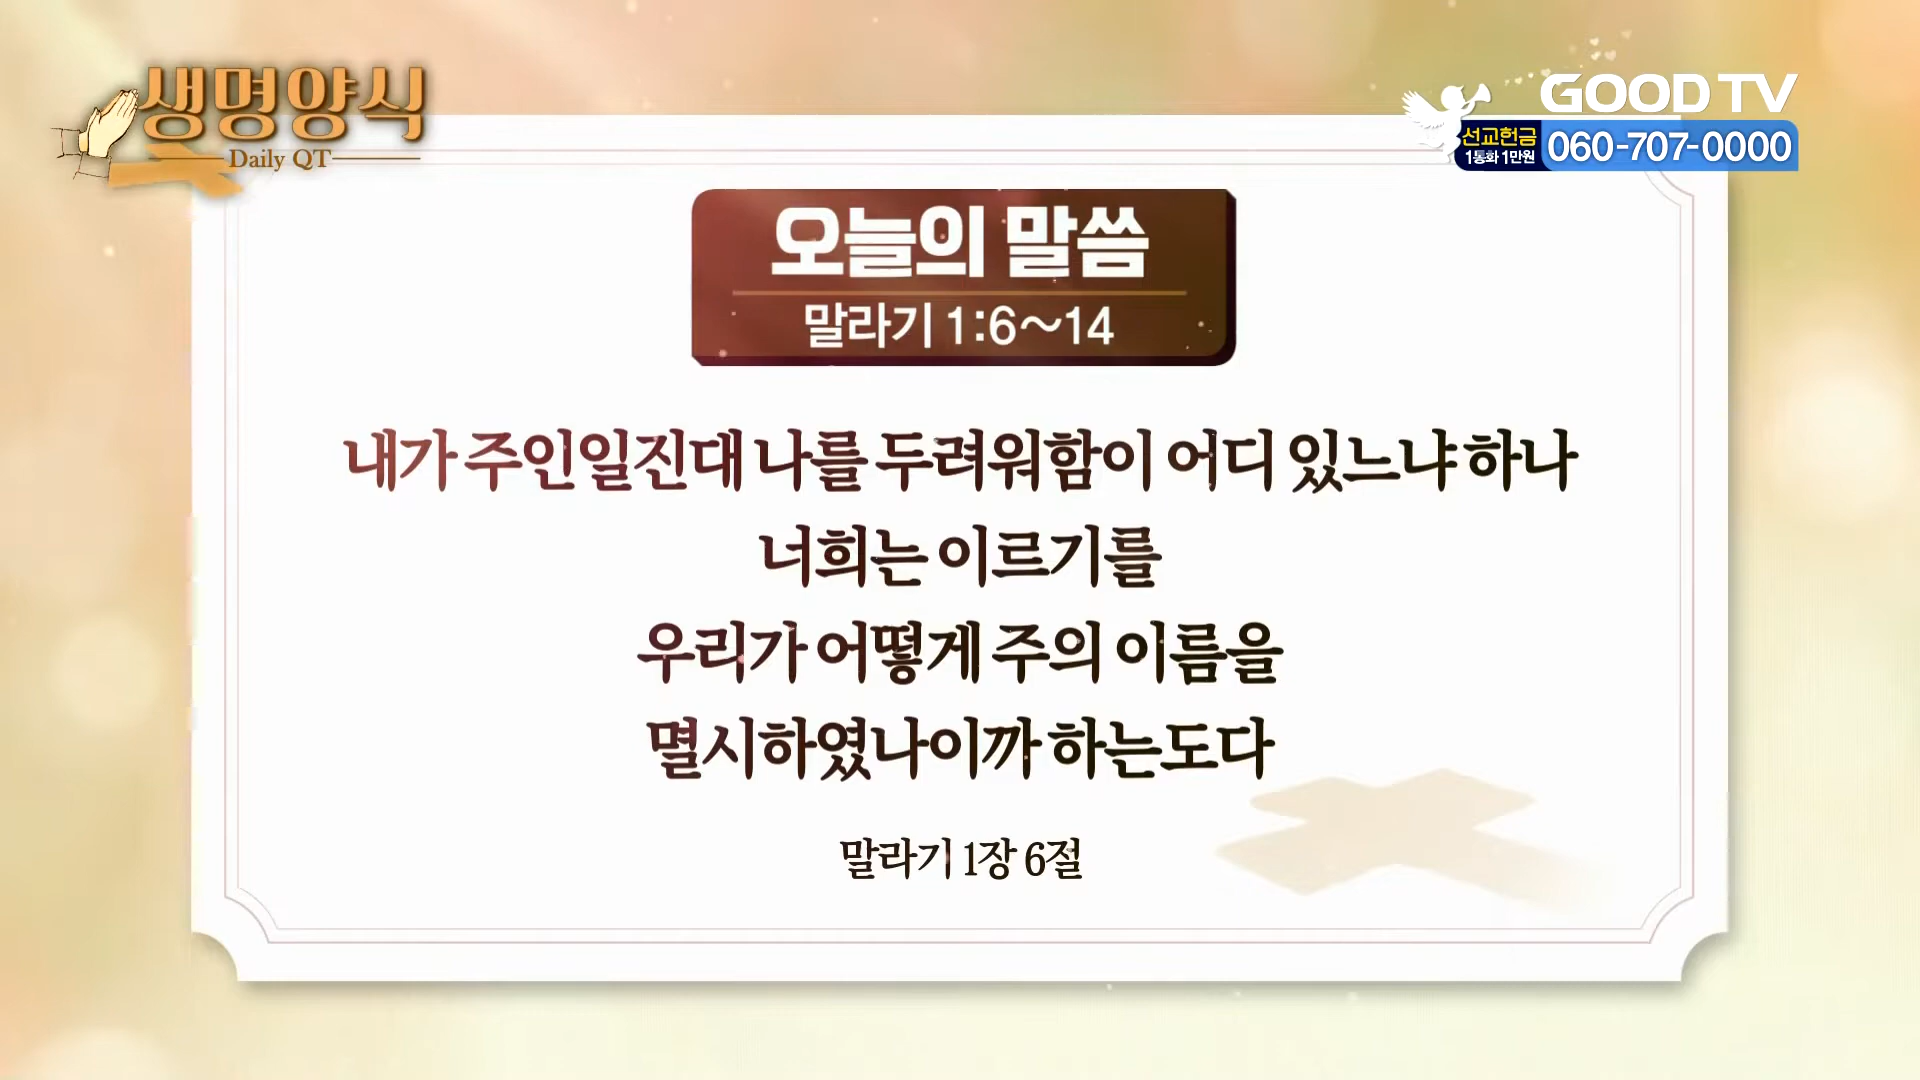 생명양식
Daily QT
GOOD TV
선교헌금
1통화 1만원
060-707-0000
오늘의 말씀
말라기 1:6~14
내가 주인일진대 나를 두려워함이 어디 있느냐 하나
너희는 이르기를
우리가 어떻게 주의 이름을
멸시하였나이까 하는도다
말라기 1장 6절